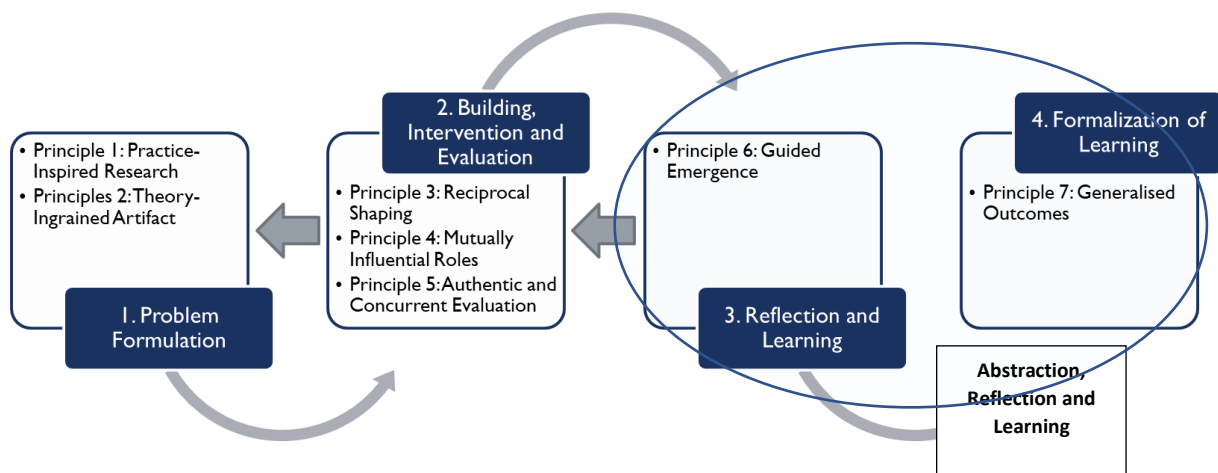 • Principle 1: Practice-
Inspired Research
• Principles 2: Theory-
Ingrained Artifact
1. Problem
Formulation
2. Building,
Intervention and
Evaluation
• Principle 3: Reciprocal
Shaping
• Principle 4: Mutually
Influential Roles
• Principle 5: Authentic and
Concurrent Evaluation
• Principle 6: Guided
Emergence
3. Reflection and
Learning
4. Formalization of
Learning
• Principle 7: Generalised
Outcomes
Abstraction,
Reflection and
Learning